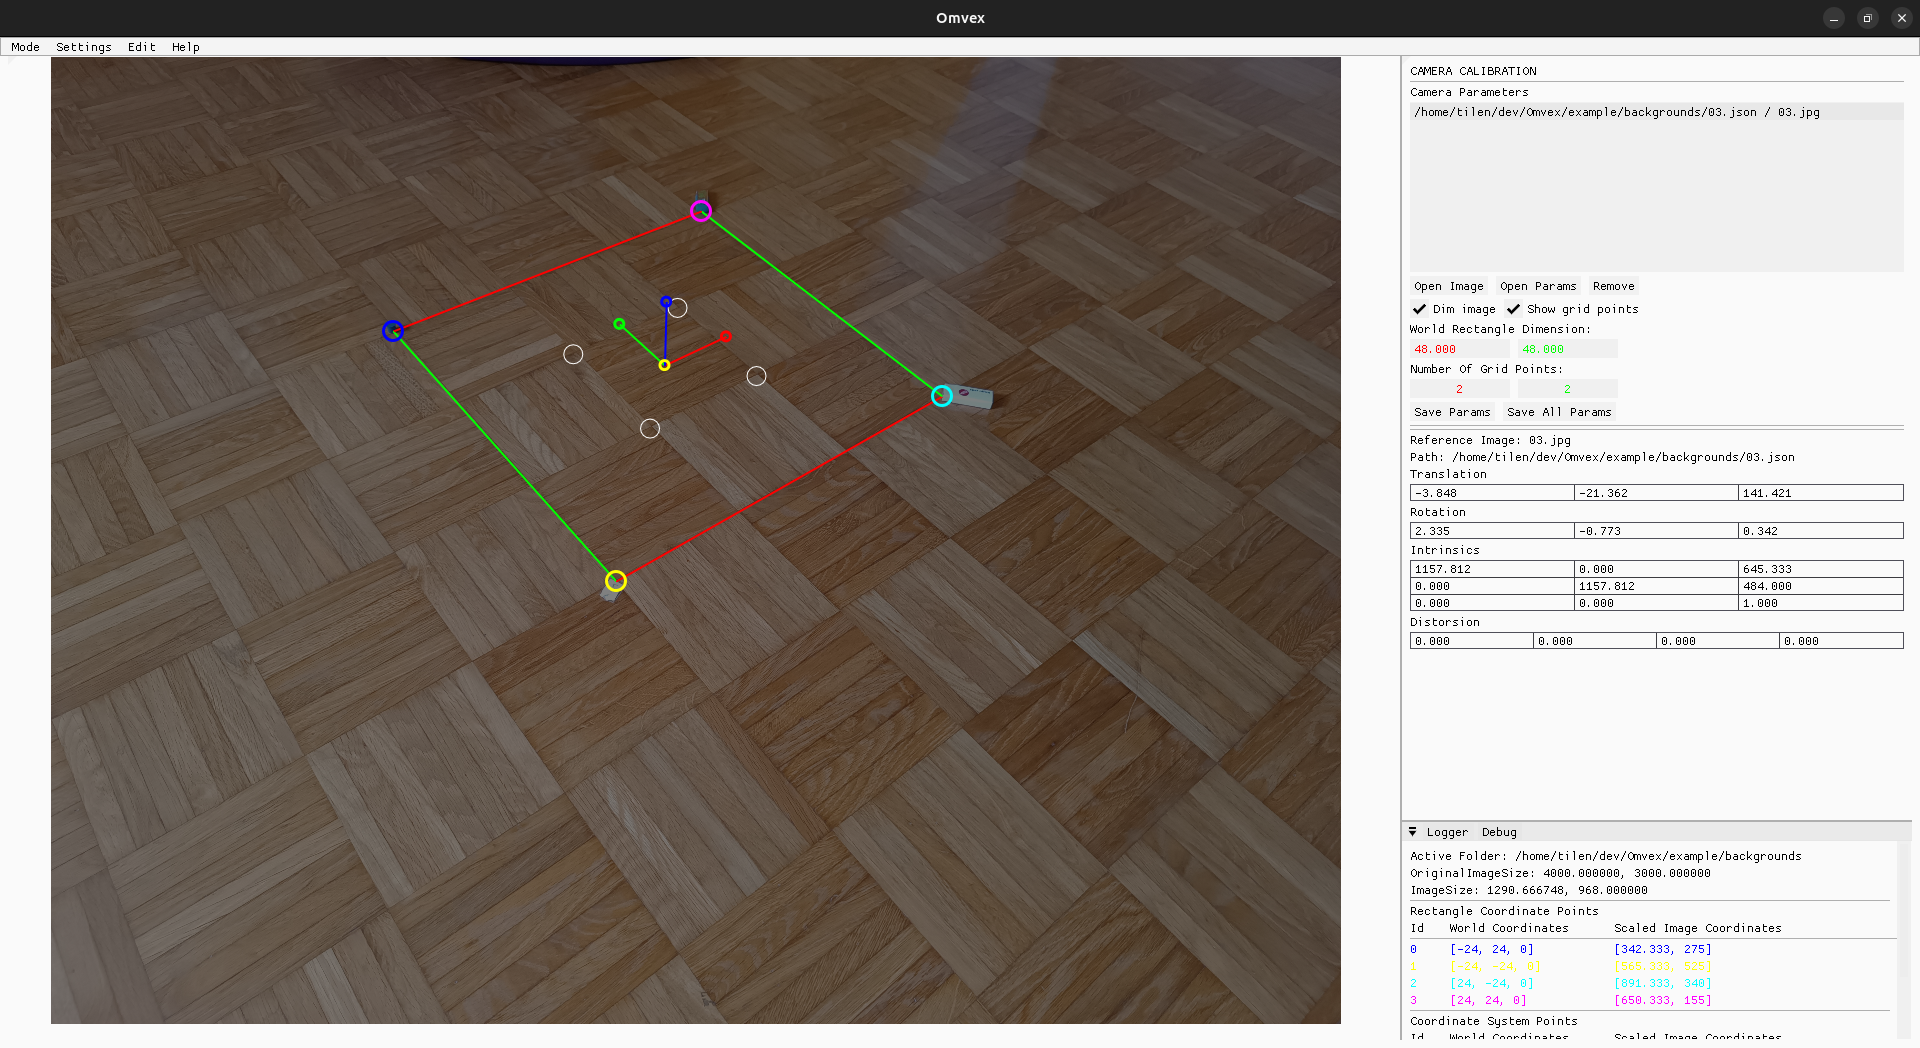 Omvex
Mode Settings Edit Help
CAMERA CALIBRATION
Camera Parameters
/home/tilen/dev/Omvex/example/backgrounds/03.json / 03.jpg
Open Image Open Params Remove
Dim image Show grid points
World Rectangle Dimension:
48.000 48.000
Number Of Grid Points:
2 2
Save Params Save All Params
Reference Image: 03.jpg
Path: /home/tilen/dev/Omvex/example/backgrounds/03.json
Translation
-3.848 -21.362 141.421
Rotation
2.335 -0.773 0.342
Intrinsics
1157.812 0.000 645.333
0.000 1157.812 484.000
0.000 0.000 1.000
Distorsion
0.000 0.000 0.000 0.000
Logger Debug
Active Folder: /home/tilen/dev/Omvex/example/backgrounds
OriginalImageSize: 4000.000000, 3000.000000
ImageSize: 1290.666748, 968.000000
Rectangle Coordinate Points
Id World Coordinates Scaled Image Coordinates
0 [-24, 24, 0] [342.333, 275]
1 [-24, -24, 0] [565.333, 525]
2 [24, -24, 0] [891.333, 340]
3 [24, 24, 0] [650.333, 155]
Coordinate System Points
Id World Coordinates Scaled Image Coordinates